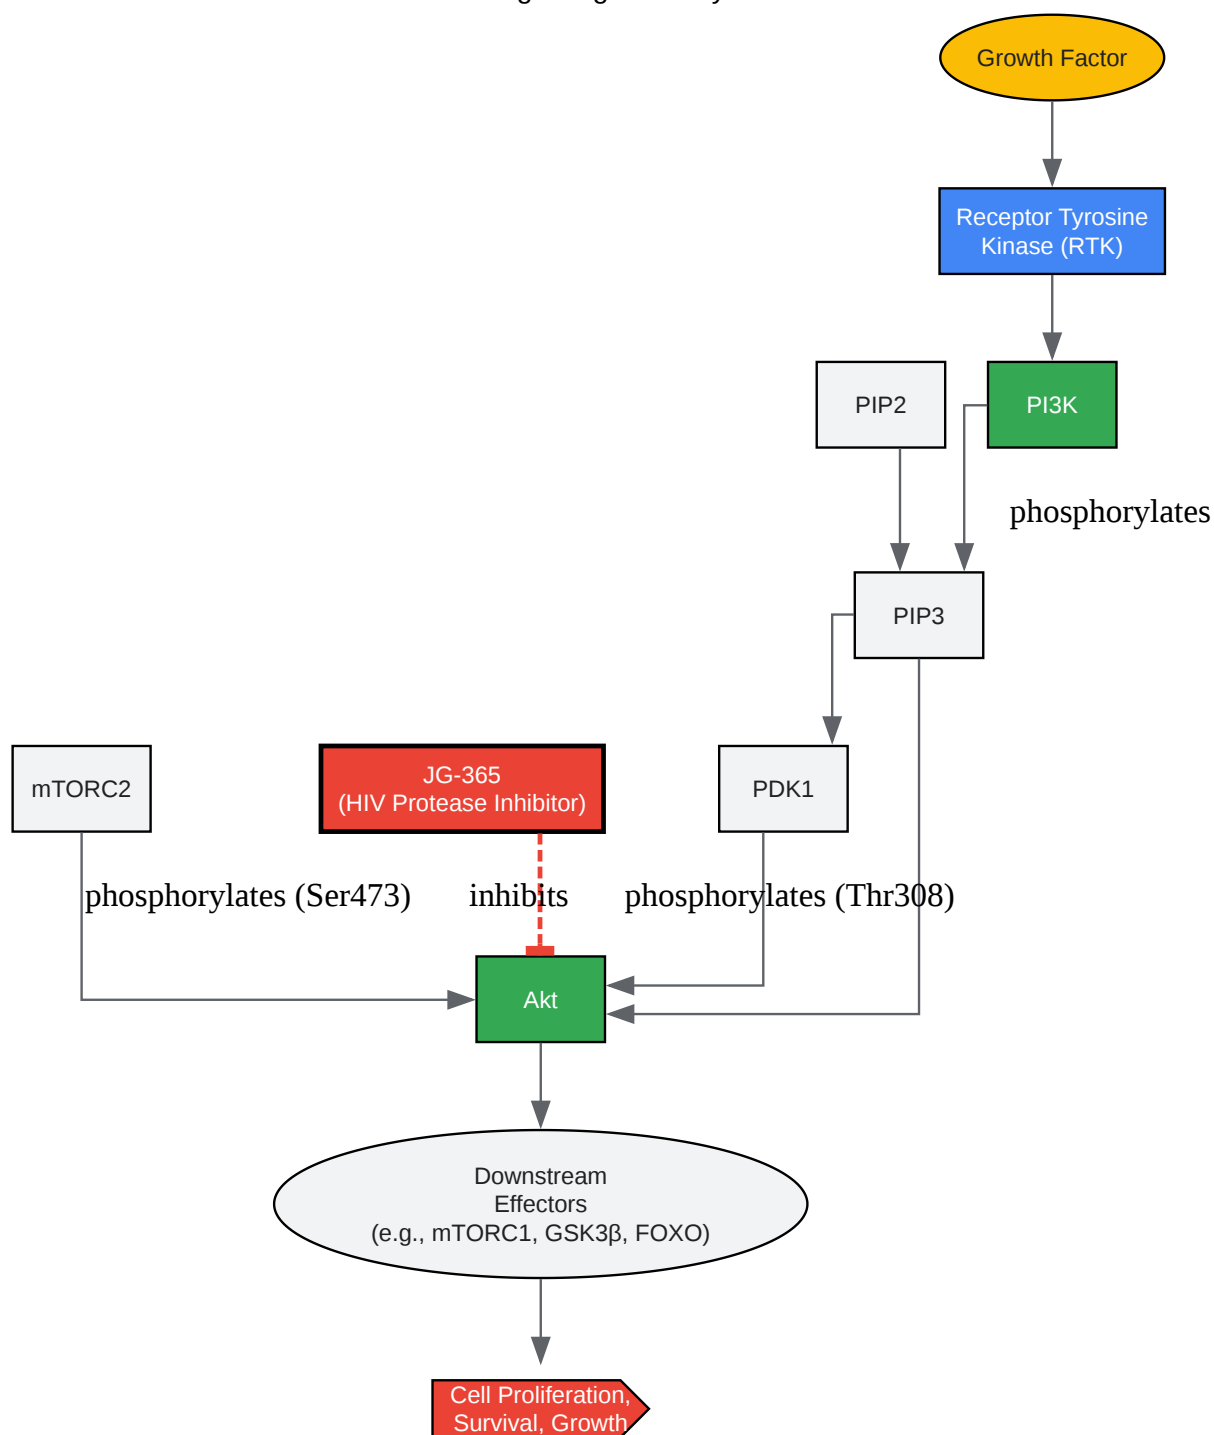 Growth Factor
Receptor Tyrosine
Kinase (RTK)
PIP2
PI3K
phosphorylates
PIP3
mTORC2
JG-365
(HIV Protease Inhibitor)
PDK1
phosphorylates (Ser473)
inhibits
phosphorylates (Thr308)
Akt
Downstream
Effectors
(e.g., mTORC1, GSK3β, FOXO)
Cell Proliferation,
Survival, Growth